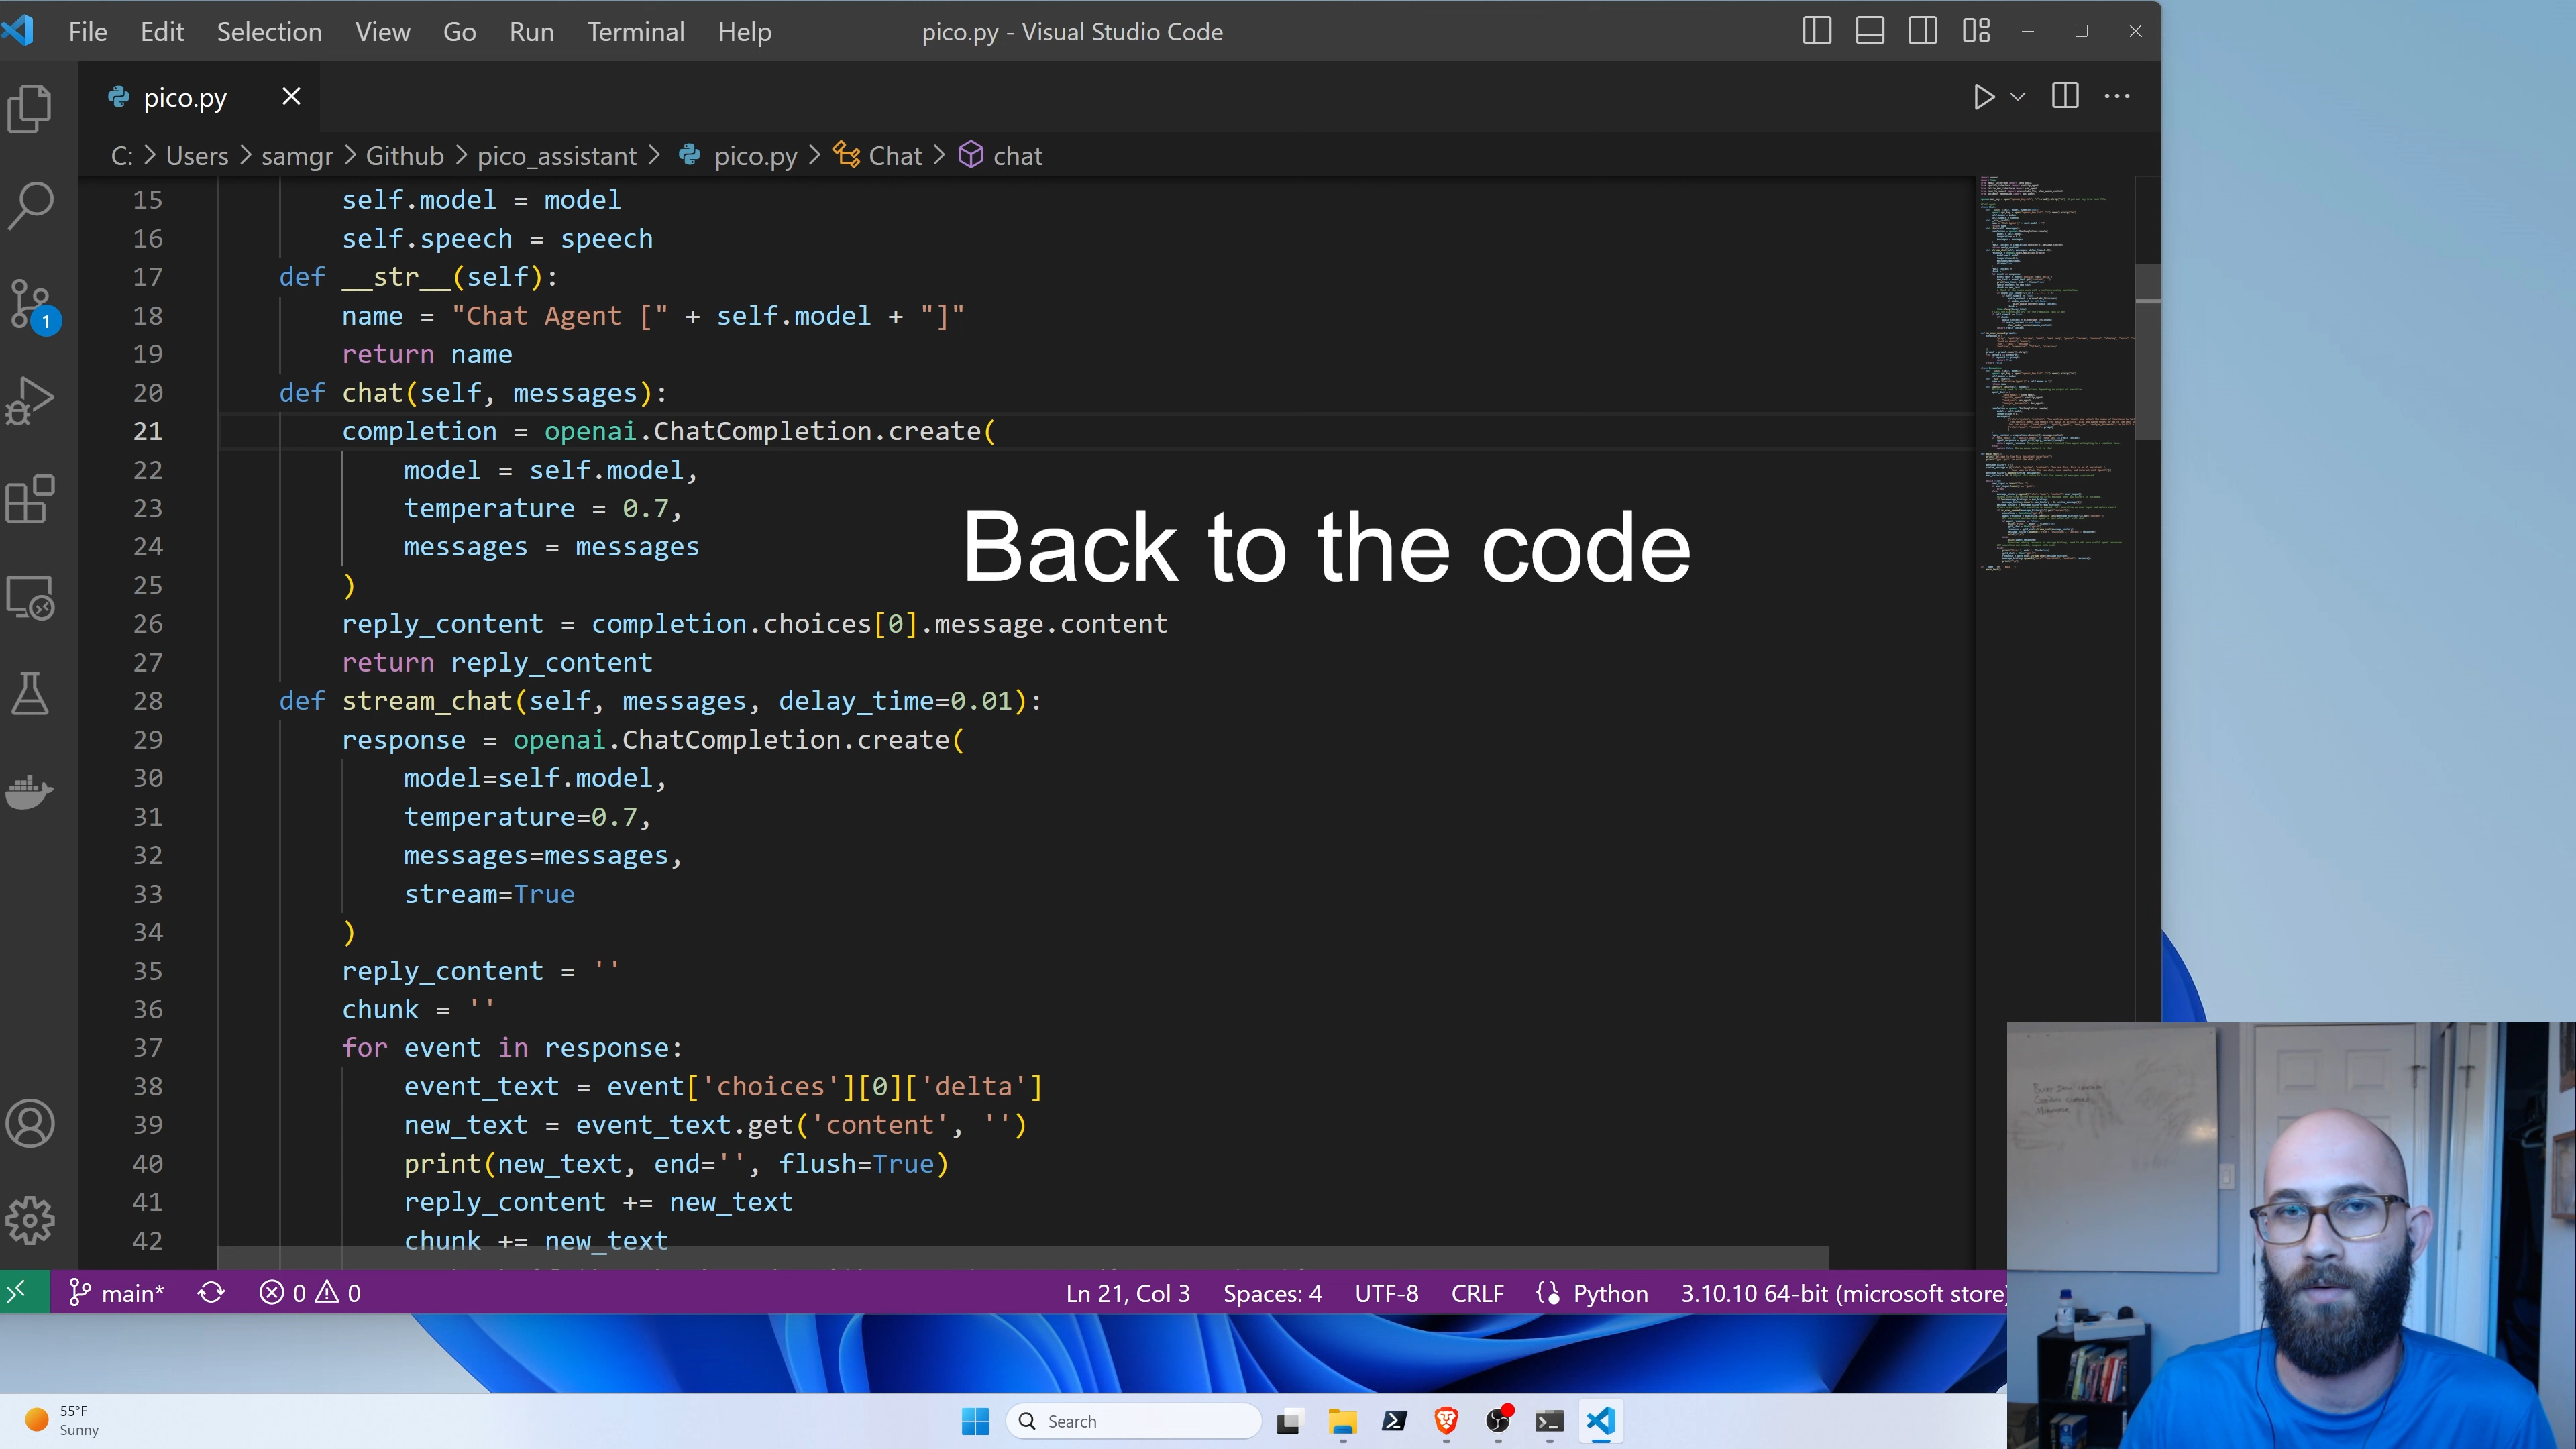 File Edit Selection View Go Run Terminal Help
pico.py - Visual Studio Code
pico.py
C: > Users > samgr > Github > pico_assistant > pico.py > Chat > chat
15 self.model = model
16 self.speech = speech
17 def __str__(self):
18 name = "Chat Agent [" + self.model + "]"
19 return name
20 def chat(self, messages):
21 completion = openai.ChatCompletion.create(
22 model = self.model,
23 temperature = 0.7,
24 messages = messages
Back to the code
25 )
26 reply_content = completion.choices[0].message.content
27 return reply_content
28 def stream_chat(self, messages, delay_time=0.01):
29 response = openai.ChatCompletion.create(
30 model=self.model,
31 temperature=0.7,
32 messages=messages,
33 stream=True
34 )
35 reply_content = ''
36 chunk = ''
37 for event in response:
38 event_text = event['choices'][0]['delta']
39 new_text = event_text.get('content', '')
40 print(new_text, end='', flush=True)
41 reply_content += new_text
42 chunk += new_text
1
main* 0 0 Ln 21, Col 3 Spaces: 4 UTF-8 CRLF Python 3.10.10 64-bit (microsoft store)
55°F
Sunny
Search